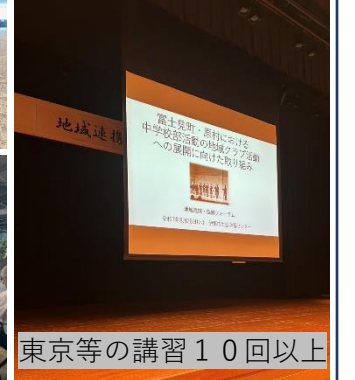 地域連携
富士見町・原村における
中学校部活動の地域クラブ活動
への展開に向けた取り組み
東京等の講習１０回以上